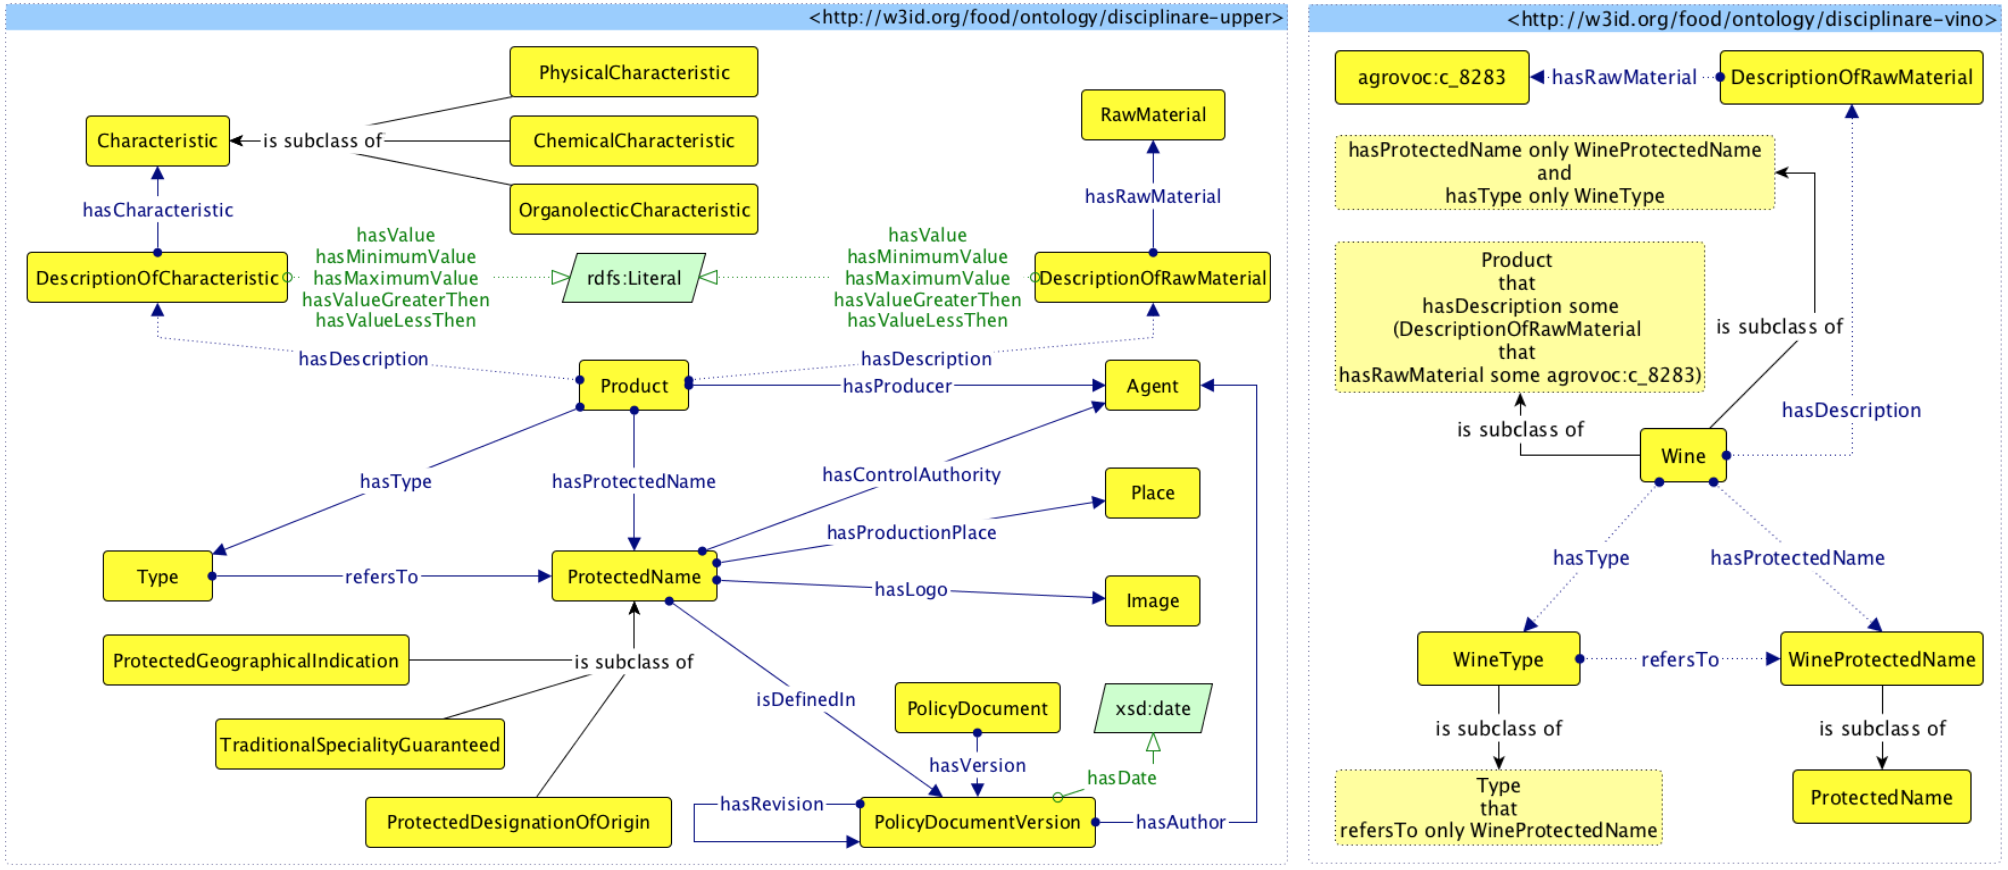 <http://w3id.org/food/ontology/disciplinare-upper>
PhysicalCharacteristic
Characteristic
is subclass of
ChemicalCharacteristic
OrganolecticCharacteristic
RawMaterial
hasCharacteristic
hasRawMaterial
hasValue
hasMinimumValue
hasMaximumValue
hasValueGreaterThen
hasValueLessThen
DescriptionOfCharacteristic
rdfs:Literal
hasValue
hasMinimumValue
hasMaximumValue
hasValueGreaterThen
hasValueLessThen
DescriptionOfRawMaterial
hasDescription
hasDescription
Product
hasProducer
Agent
hasType
hasProtectedName
hasControlAuthority
Place
hasProductionPlace
Type
refersTo
ProtectedName
hasLogo
Image
ProtectedGeographicalIndication
is subclass of
isDefinedIn
PolicyDocument
xsd:date
TraditionalSpecialityGuaranteed
hasVersion
hasDate
hasRevision
ProtectedDesignationOfOrigin
PolicyDocumentVersion
hasAuthor
<http://w3id.org/food/ontology/disciplinare-vino>
agrovoc:c_8283
hasRawMaterial
DescriptionOfRawMaterial
hasProtectedName only WineProtectedName
and
hasType only WineType
Product
that
hasDescription some
(DescriptionOfRawMaterial
that
hasRawMaterial some agrovoc:c_8283)
is subclass of
hasDescription
is subclass of
Wine
hasType
hasProtectedName
WineType
refersTo
WineProtectedName
is subclass of
is subclass of
Type
that
refersTo only WineProtectedName
ProtectedName